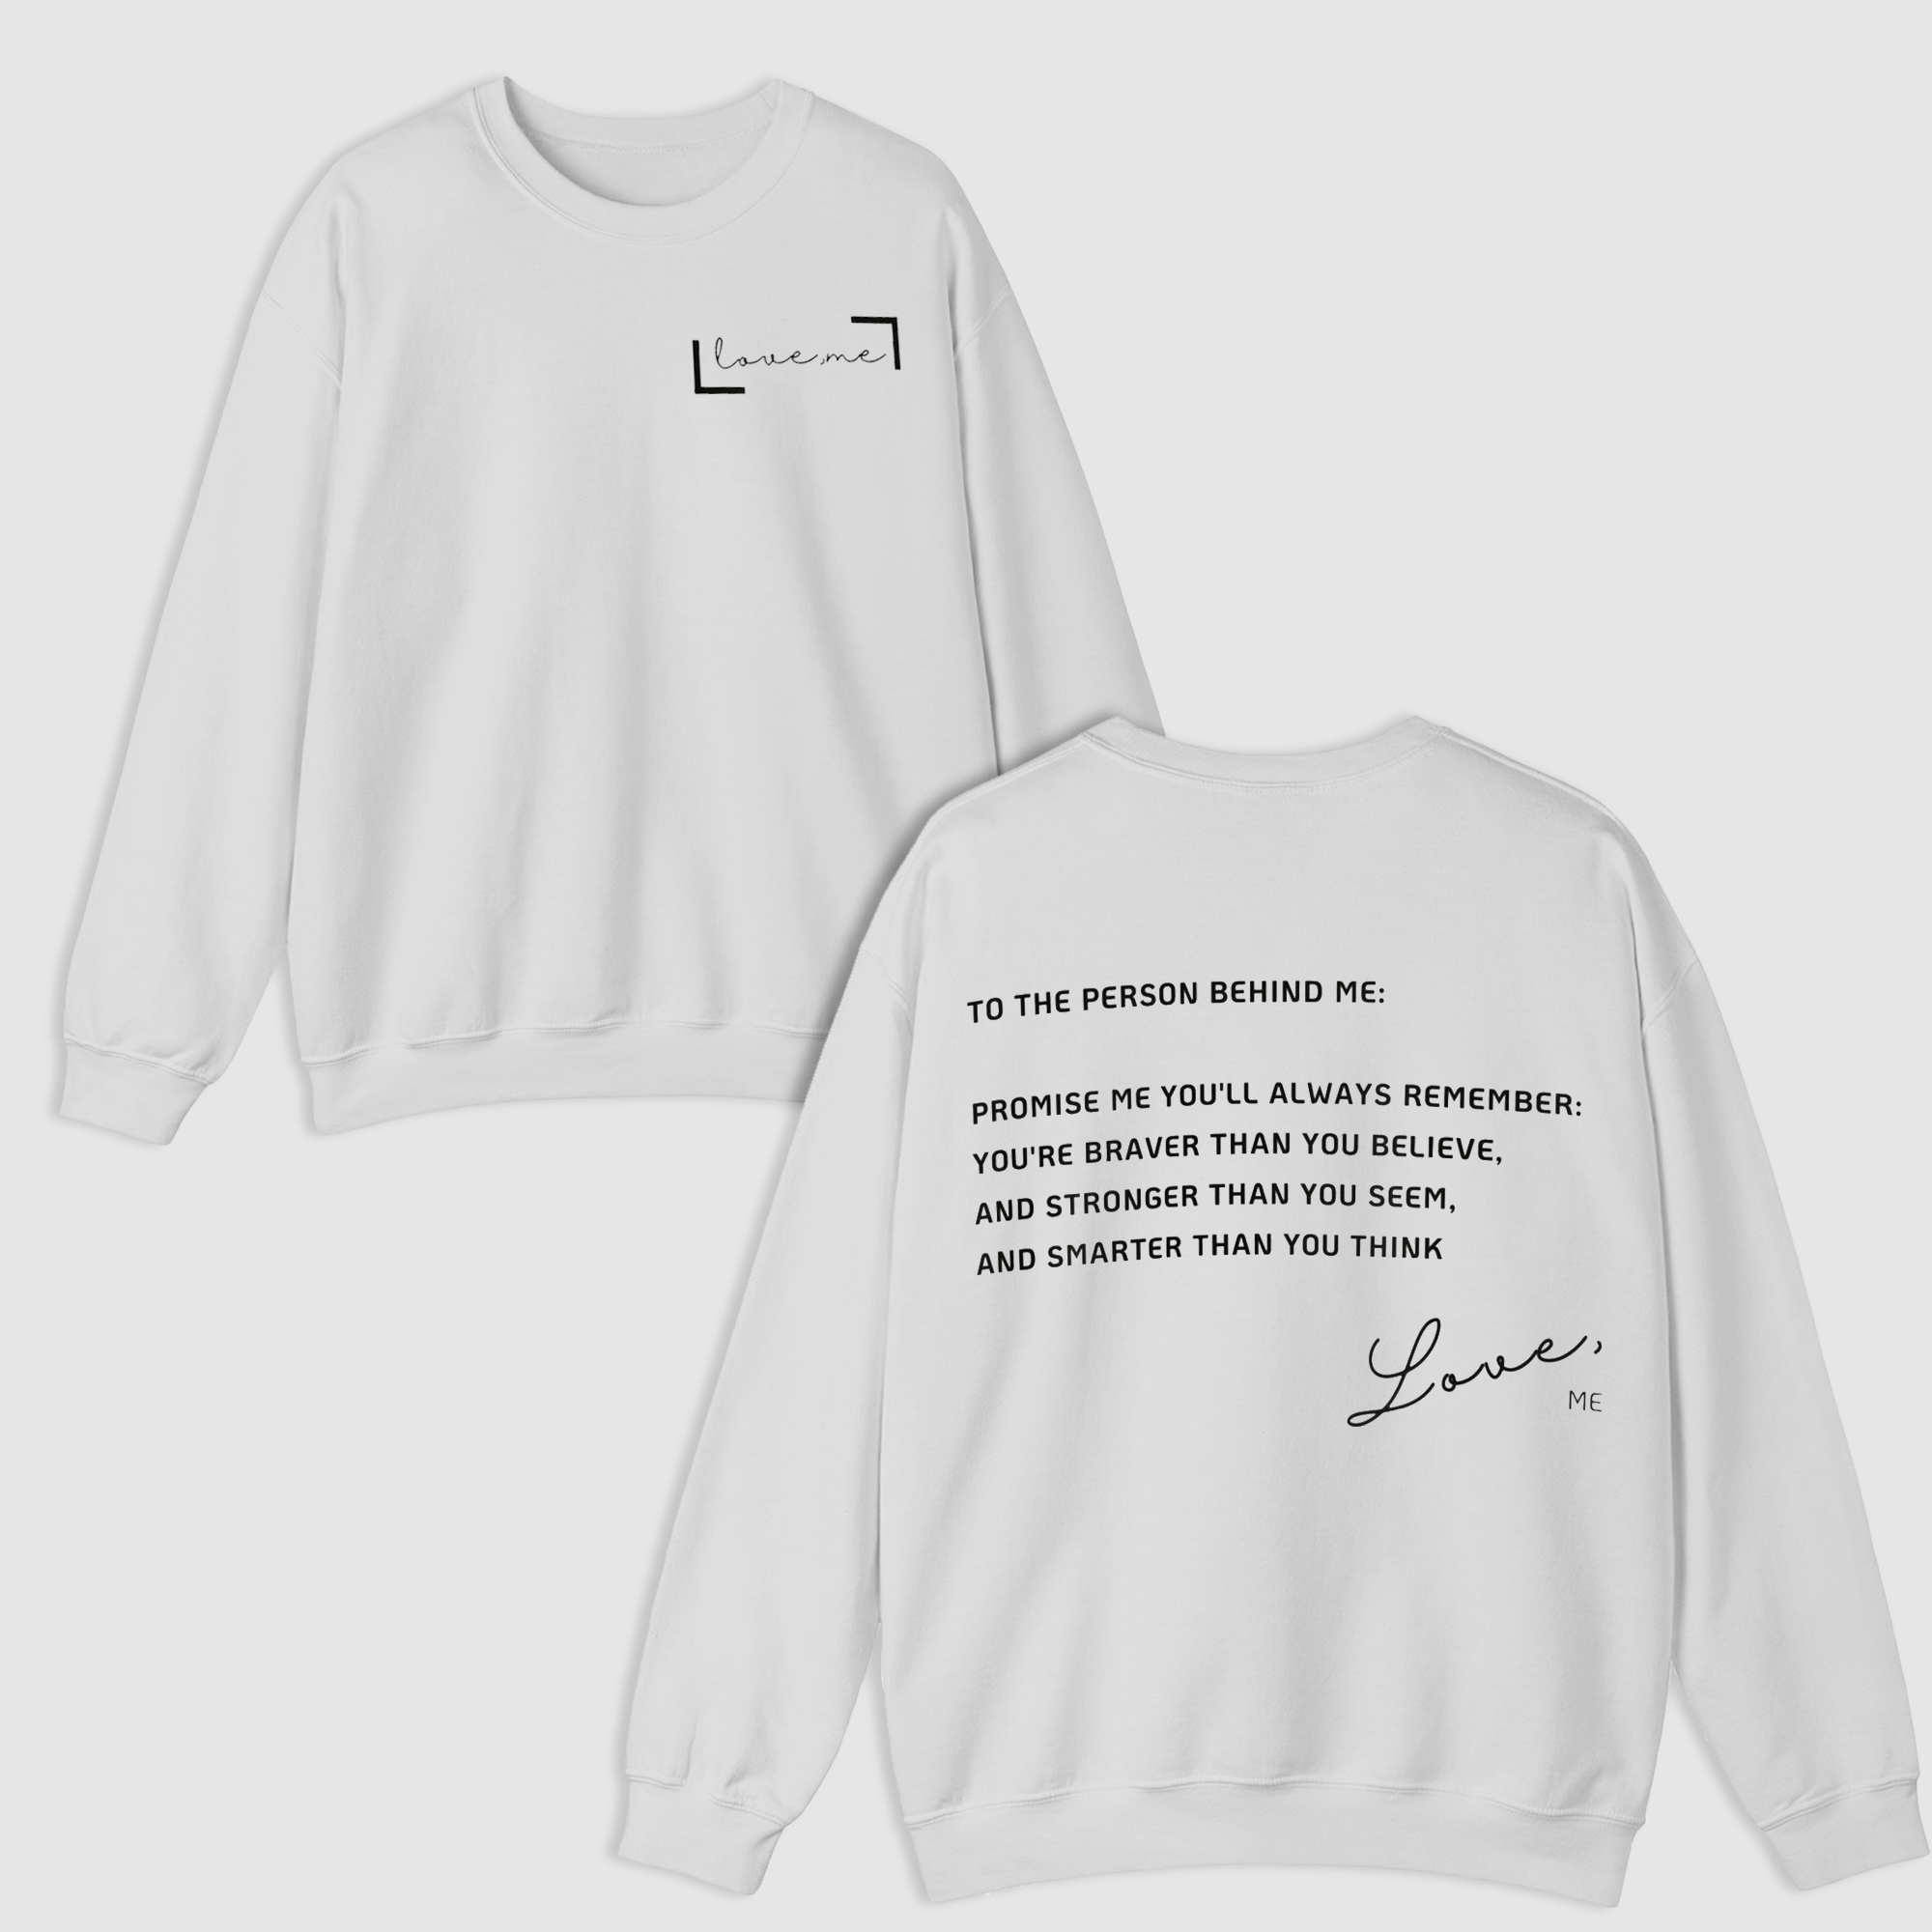 love,me
TO THE PERSON BEHIND ME:
PROMISE ME YOU'LL ALWAYS REMEMBER:
YOU'RE BRAVER THAN YOU BELIEVE,
AND STRONGER THAN YOU SEEM,
AND SMARTER THAN YOU THINK
Love,
ME